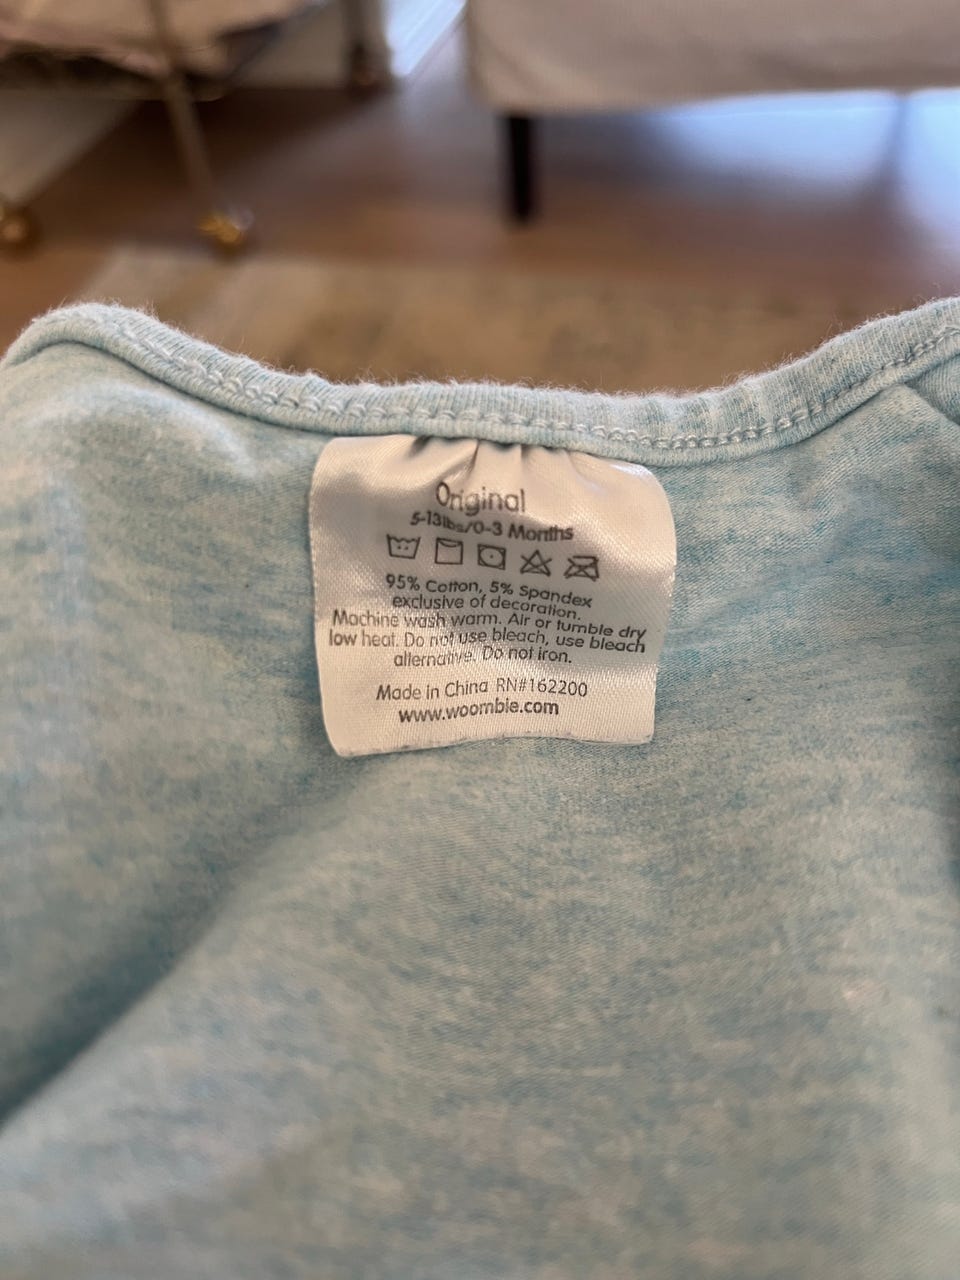 Original
5-13lbs/0-3 Months
95% Cotton, 5% Spandex
exclusive of decoration.
Machine wash warm. Air or tumble dry
low heat. Do not use bleach, use bleach
alternative. Do not iron.
Made in China RN#162200
www.woombie.com